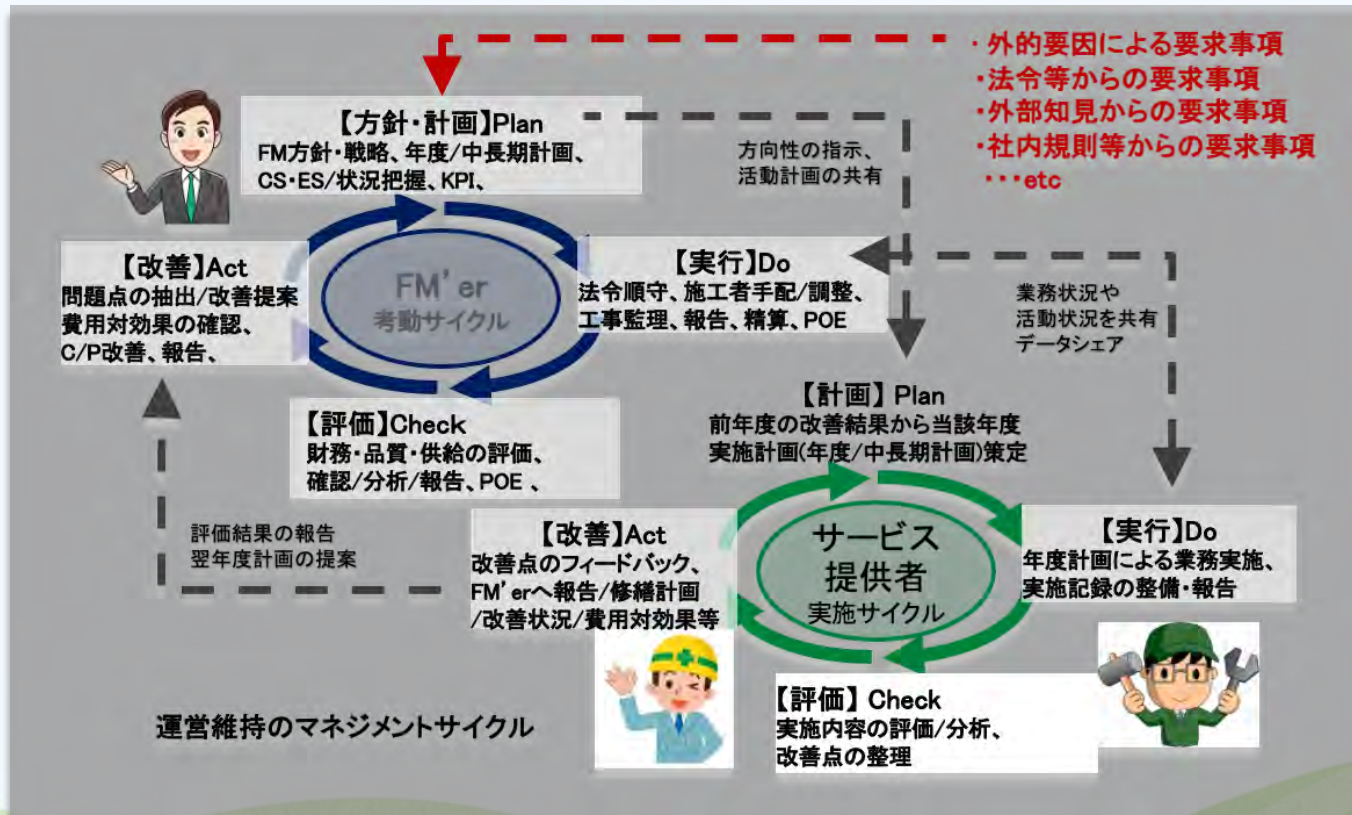 ・外的要因による要求事項
・法令等からの要求事項
・外部知見からの要求事項
・社内規則等からの要求事項
・・・etc
【方針・計画】Plan
FM方針・戦略、年度/中長期計画、
CS・ES/状況把握、KPI、
方向性の指示、
活動計画の共有
【改善】Act
問題点の抽出/改善提案
費用対効果の確認、
C/P改善、報告、
FM'er
考動サイクル
【実行】Do
法令順守、施工者手配/調整、
工事監理、報告、精算、POE
業務状況や
活動状況を共有
データシェア
【評価】Check
財務・品質・供給の評価、
確認/分析/報告、POE 、
【計画】 Plan
前年度の改善結果から当該年度
実施計画(年度/中長期計画)策定
評価結果の報告
翌年度計画の提案
【改善】Act
改善点のフィードバック、
FM'erへ報告/修繕計画
/改善状況/費用対効果等
サービス
提供者
実施サイクル
【実行】Do
年度計画による業務実施、
実施記録の整備・報告
【評価】 Check
実施内容の評価/分析、
改善点の整理
運営維持のマネジメントサイクル